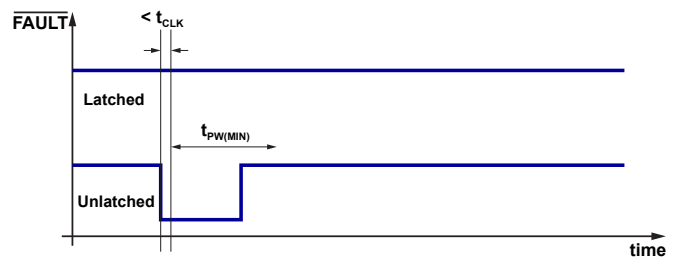 FAULT
< tCLK
Latched
tPW(MIN)
Unlatched
time